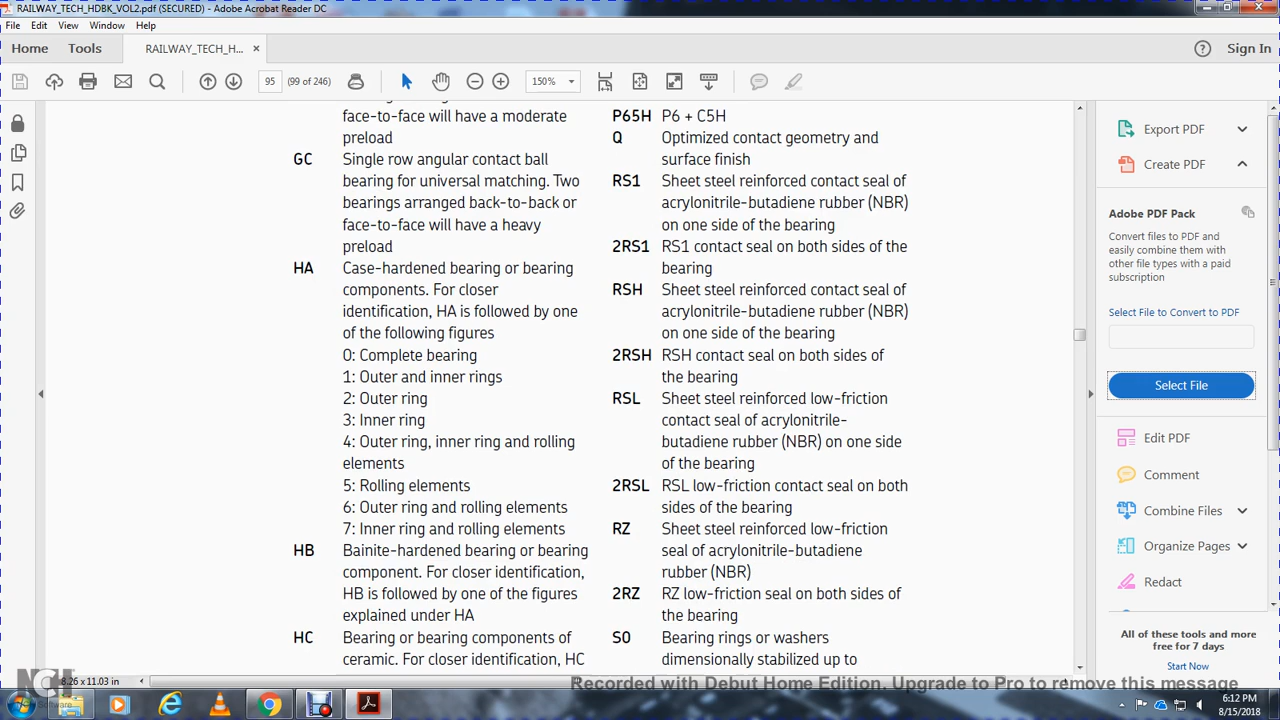 RAILWAY_TECH_HDBK_VOL2.pdf (SECURED) - Adobe Acrobat Reader DC
File Edit View Window Help
Home Tools RAILWAY_TECH_H... × Sign In
95 (99 of 246) 150%
face-to-face will have a moderate
preload
GC Single row angular contact ball
bearing for universal matching. Two
bearings arranged back-to-back or
face-to-face will have a heavy
preload
HA Case-hardened bearing or bearing
components. For closer
identification, HA is followed by one
of the following figures
0: Complete bearing
1: Outer and inner rings
2: Outer ring
3: Inner ring
4: Outer ring, inner ring and rolling
elements
5: Rolling elements
6: Outer ring and rolling elements
7: Inner ring and rolling elements
HB Bainite-hardened bearing or bearing
component. For closer identification,
HB is followed by one of the figures
explained under HA
HC Bearing or bearing components of
ceramic. For closer identification, HC
P65H P6 + C5H
Q Optimized contact geometry and
surface finish
RS1 Sheet steel reinforced contact seal of
acrylonitrile-butadiene rubber (NBR)
on one side of the bearing
2RS1 RS1 contact seal on both sides of the
bearing
RSH Sheet steel reinforced contact seal of
acrylonitrile-butadiene rubber (NBR)
on one side of the bearing
2RSH RSH contact seal on both sides of
the bearing
RSL Sheet steel reinforced low-friction
contact seal of acrylonitrile-
butadiene rubber (NBR) on one side
of the bearing
2RSL RSL low-friction contact seal on both
sides of the bearing
RZ Sheet steel reinforced low-friction
seal of acrylonitrile-butadiene
rubber (NBR)
2RZ RZ low-friction seal on both sides of
the bearing
S0 Bearing rings or washers
dimensionally stabilized up to
Export PDF
Create PDF
Adobe PDF Pack
Convert files to PDF and
easily combine them with
other file types with a paid
subscription
Select File to Convert to PDF
Select File
Edit PDF
Comment
Combine Files
Organize Pages
Redact
All of these tools and more
free for 7 days
Start Now
8.26 x 11.03 in
NCH
Software
Recorded with Debut Home Edition. Upgrade to Pro to remove this message
6:12 PM
8/15/2018